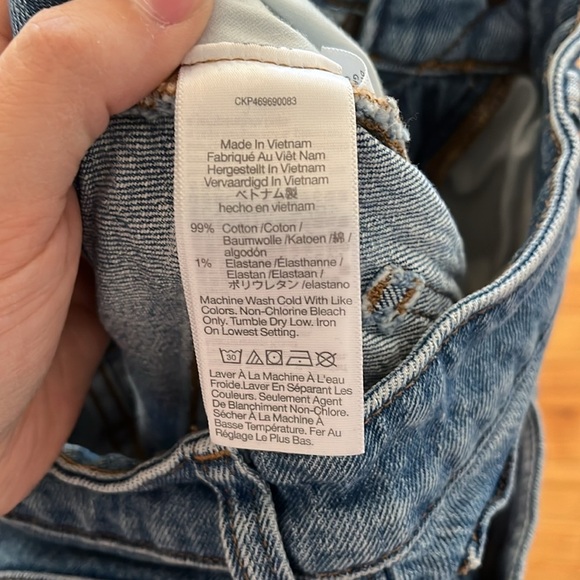 CKP469690083
Made In Vietnam
Fabriqué Au Viêt Nam
Hergestellt In Vietnam
Vervaardigd In Vietnam
ベトナム製
hecho en vietnam
99% Cotton /Coton /
Baumwolle /Katoen /綿 /
algodón
1% Elastane /Élasthanne /
Elastan /Elastaan /
ポリウレタン /elastano
Machine Wash Cold With Like
Colors. Non-Chlorine Bleach
Only. Tumble Dry Low. Iron
On Lowest Setting.
30
Laver À La Machine À L'eau
Froide.Laver En Séparant Les
Couleurs. Seulement Agent
De Blanchiment Non-Chlore.
Sécher À La Machine À
Basse Température. Fer Au
Réglage Le Plus Bas.